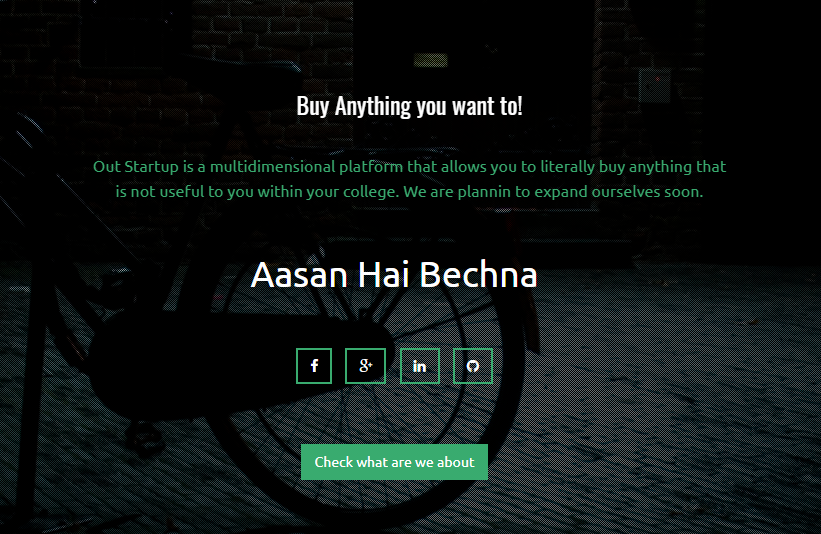 Buy Anything you want to!
Out Startup is a multidimensional platform that allows you to literally buy anything that
is not useful to you within your college. We are plannin to expand ourselves soon.
Aasan Hai Bechna
Check what are we about